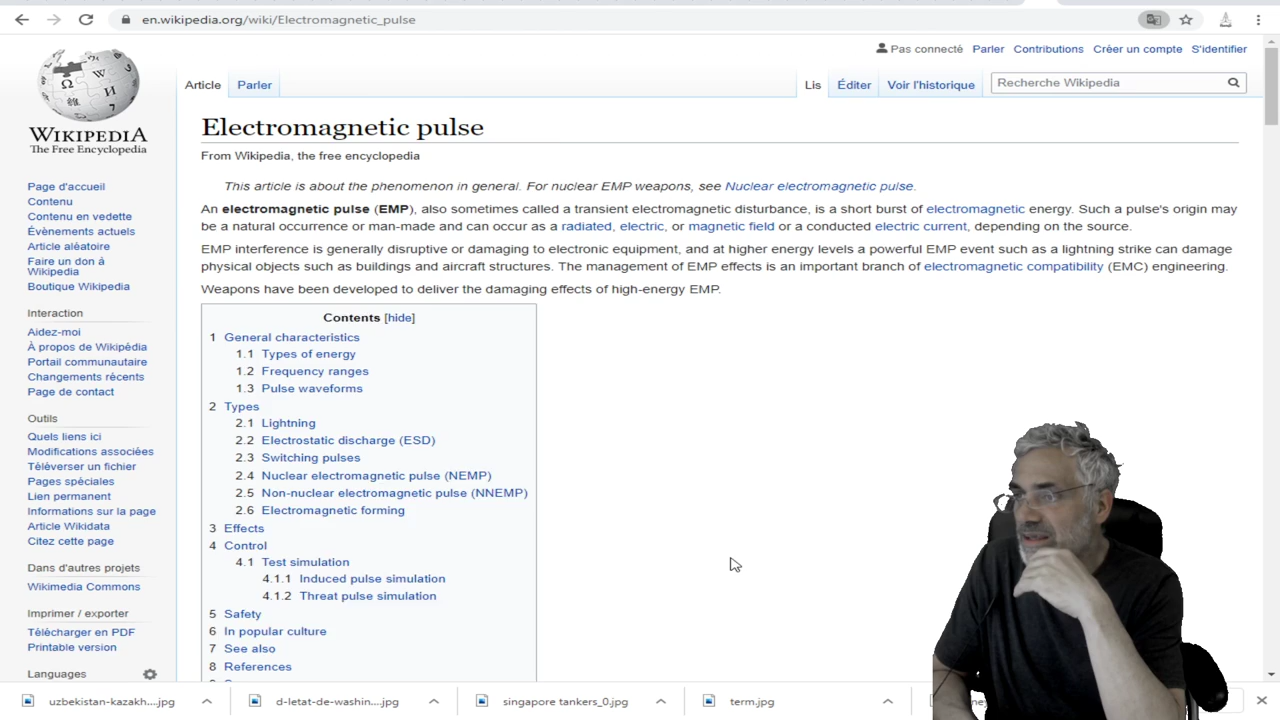 en.wikipedia.org/wiki/Electromagnetic_pulse
Pas connecté Parler Contributions Créer un compte S'identifier
Article Parler Lis Éditer Voir l'historique Recherche Wikipedia
WIKIPEDIA
The Free Encyclopedia
Electromagnetic pulse
From Wikipedia, the free encyclopedia
This article is about the phenomenon in general. For nuclear EMP weapons, see Nuclear electromagnetic pulse.
An electromagnetic pulse (EMP), also sometimes called a transient electromagnetic disturbance, is a short burst of electromagnetic energy. Such a pulse's origin may
be a natural occurrence or man-made and can occur as a radiated, electric, or magnetic field or a conducted electric current, depending on the source.
EMP interference is generally disruptive or damaging to electronic equipment, and at higher energy levels a powerful EMP event such as a lightning strike can damage
physical objects such as buildings and aircraft structures. The management of EMP effects is an important branch of electromagnetic compatibility (EMC) engineering.
Weapons have been developed to deliver the damaging effects of high-energy EMP.
Contents [hide]
1 General characteristics
1.1 Types of energy
1.2 Frequency ranges
1.3 Pulse waveforms
2 Types
2.1 Lightning
2.2 Electrostatic discharge (ESD)
2.3 Switching pulses
2.4 Nuclear electromagnetic pulse (NEMP)
2.5 Non-nuclear electromagnetic pulse (NNEMP)
2.6 Electromagnetic forming
3 Effects
4 Control
4.1 Test simulation
4.1.1 Induced pulse simulation
4.1.2 Threat pulse simulation
5 Safety
6 In popular culture
7 See also
8 References
Page d'accueil
Contenu
Contenu en vedette
Évènements actuels
Article aléatoire
Faire un don à
Wikipedia
Boutique Wikipedia
Interaction
Aidez-moi
À propos de Wikipédia
Portail communautaire
Changements récents
Page de contact
Outils
Quels liens ici
Modifications associées
Téléverser un fichier
Pages spéciales
Lien permanent
Informations sur la page
Article Wikidata
Citez cette page
Dans d'autres projets
Wikimedia Commons
Imprimer / exporter
Télécharger en PDF
Printable version
Languages
uzbekistan-kazakh....jpg d-letat-de-washin....jpg singapore tankers_0.jpg term.jpg